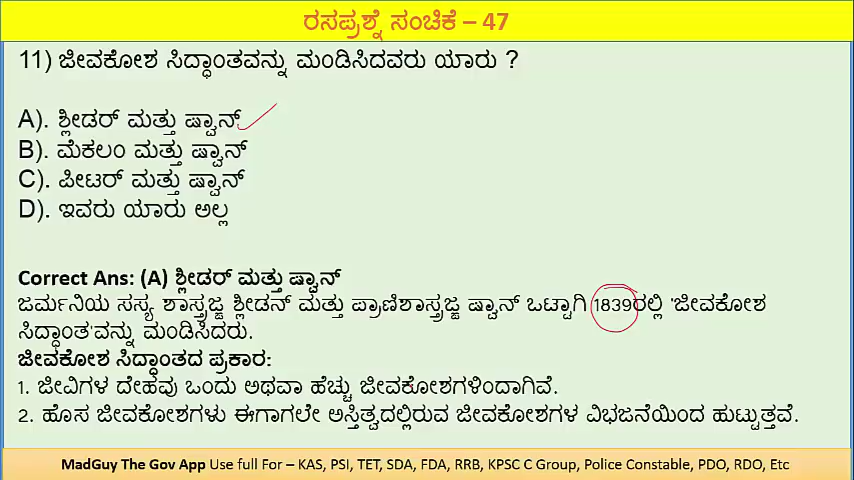 ರಸಪ್ರಶ್ನೆ ಸಂಚಿಕೆ – 47
11) ಜೀವಕೋಶ ಸಿದ್ಧಾಂತವನ್ನು ಮಂಡಿಸಿದವರು ಯಾರು ?
A). ಶ್ಲೀಡರ್ ಮತ್ತು ಷ್ವಾನ್
B). ಮೆಕಲಂ ಮತ್ತು ಷ್ವಾನ್
C). ಪೀಟರ್ ಮತ್ತು ಷ್ವಾನ್
D). ಇವರು ಯಾರು ಅಲ್ಲ
Correct Ans: (A) ಶ್ಲೀಡರ್ ಮತ್ತು ಷ್ವಾನ್
ಜರ್ಮನಿಯ ಸಸ್ಯ ಶಾಸ್ತ್ರಜ್ಞ ಶ್ಲೀಡನ್ ಮತ್ತು ಪ್ರಾಣಿಶಾಸ್ತ್ರಜ್ಞ ಷ್ವಾನ್ ಒಟ್ಟಾಗಿ 1839ರಲ್ಲಿ 'ಜೀವಕೋಶ
ಸಿದ್ಧಾಂತ'ವನ್ನು ಮಂಡಿಸಿದರು.
ಜೀವಕೋಶ ಸಿದ್ಧಾಂತದ ಪ್ರಕಾರ:
1. ಜೀವಿಗಳ ದೇಹವು ಒಂದು ಅಥವಾ ಹೆಚ್ಚು ಜೀವಕೋಶಗಳಿಂದಾಗಿವೆ.
2. ಹೊಸ ಜೀವಕೋಶಗಳು ಈಗಾಗಲೇ ಅಸ್ತಿತ್ವದಲ್ಲಿರುವ ಜೀವಕೋಶಗಳ ವಿಭಜನೆಯಿಂದ ಹುಟ್ಟುತ್ತವೆ.
MadGuy The Gov App Use full For – KAS, PSI, TET, SDA, FDA, RRB, KPSC C Group, Police Constable, PDO, RDO, Etc